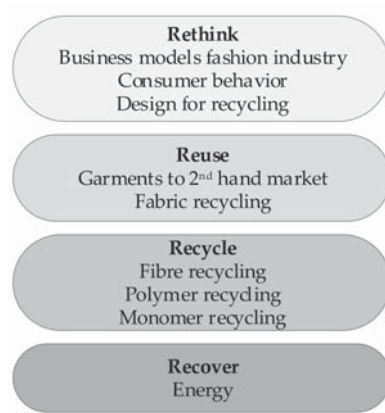 Rethink
Business models fashion industry
Consumer behavior
Design for recycling
Reuse
Garments to 2nd hand market
Fabric recycling
Recycle
Fibre recycling
Polymer recycling
Monomer recycling
Recover
Energy